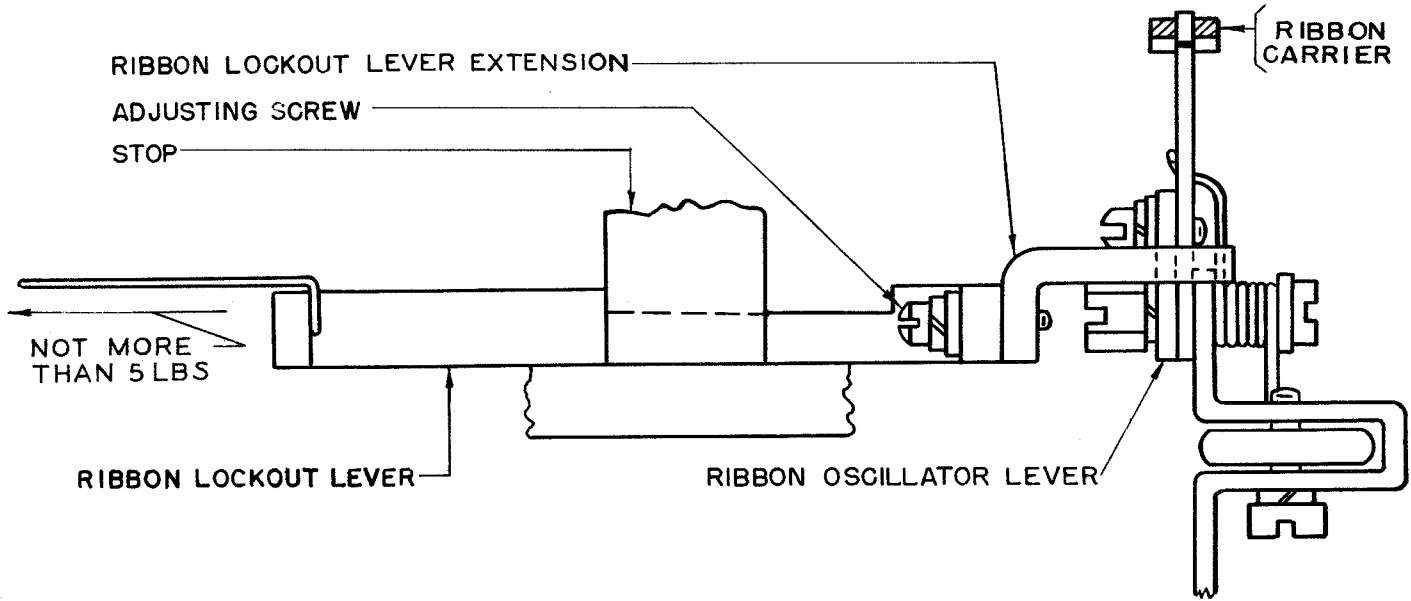 RIBBON
CARRIER
RIBBON LOCKOUT LEVER EXTENSION
ADJUSTING SCREW
STOP
NOT MORE
THAN 5 LBS
RIBBON LOCKOUT LEVER
RIBBON OSCILLATOR LEVER